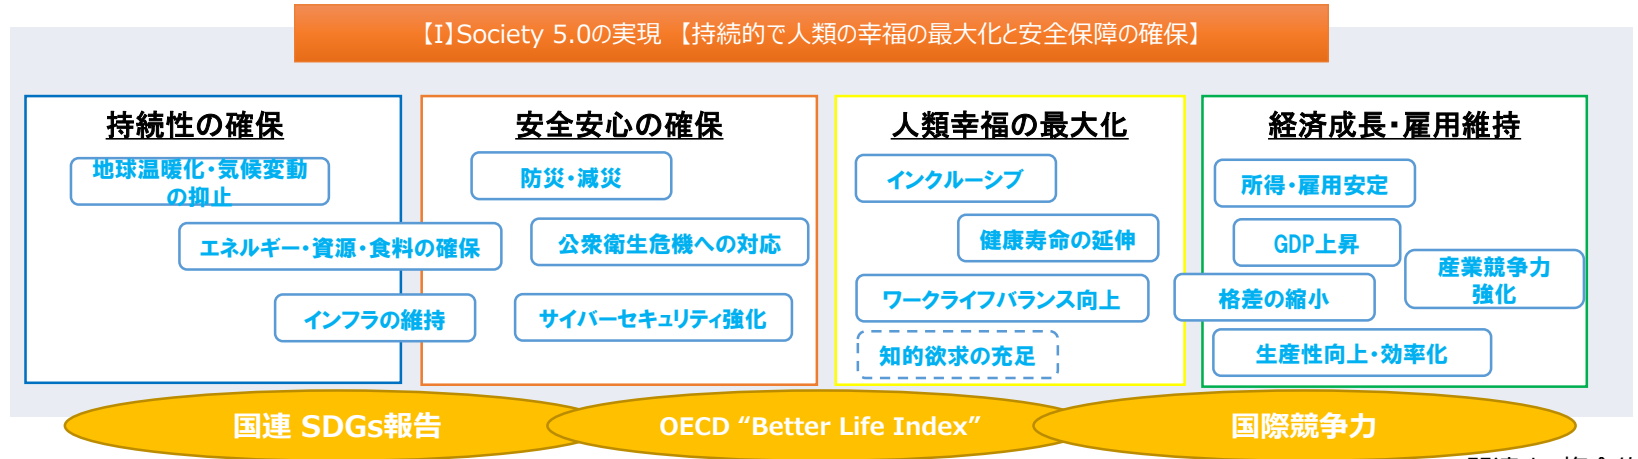 【I】Society 5.0の実現 【持続的で人類の幸福の最大化と安全保障の確保】
持続性の確保
地球温暖化・気候変動
の抑止
エネルギー・資源・食料の確保
インフラの維持
安全安心の確保
防災・減災
公衆衛生危機への対応
サイバーセキュリティ強化
人類幸福の最大化
インクルーシブ
健康寿命の延伸
ワークライフバランス向上
知的欲求の充足
経済成長・雇用維持
所得・雇用安定
GDP上昇
産業競争力
強化
格差の縮小
生産性向上・効率化
国連 SDGs報告
OECD “Better Life Index”
国際競争力